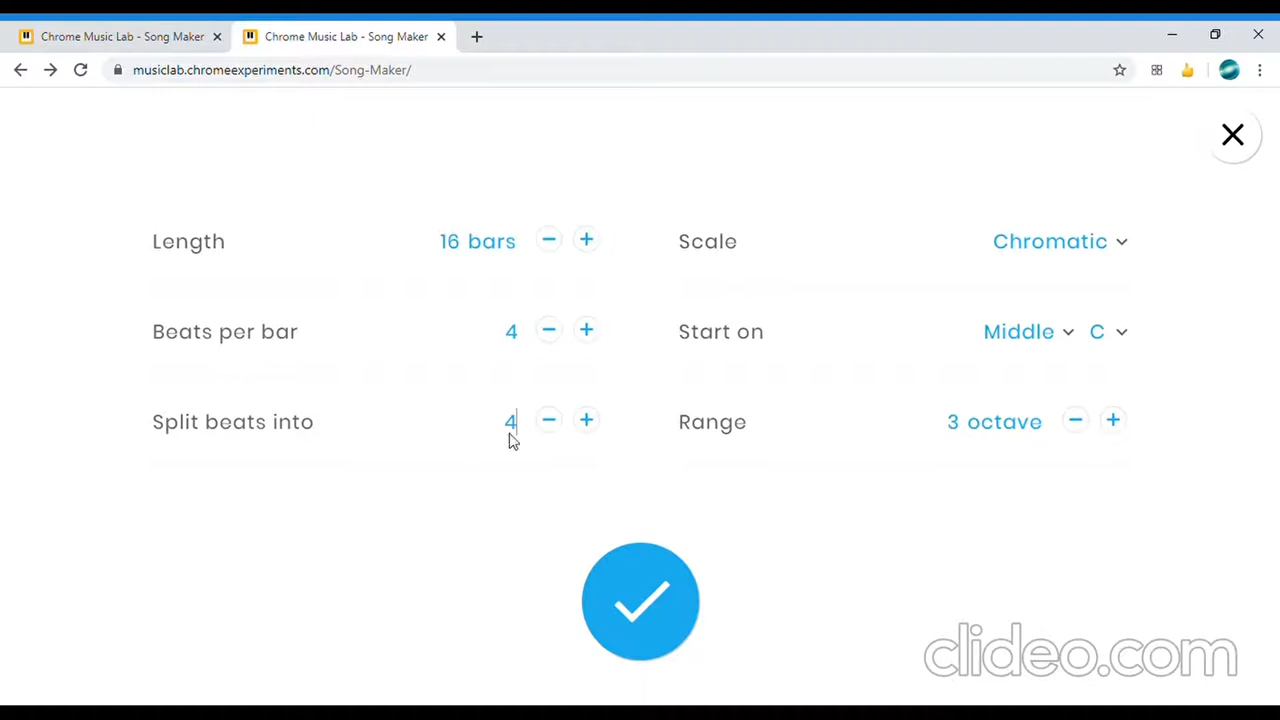 Chrome Music Lab - Song Maker
Chrome Music Lab - Song Maker
musiclab.chromeexperiments.com/Song-Maker/
Length 16 bars
Scale Chromatic
Beats per bar 4
Start on Middle C
Split beats into 4
Range 3 octave
clideo.com